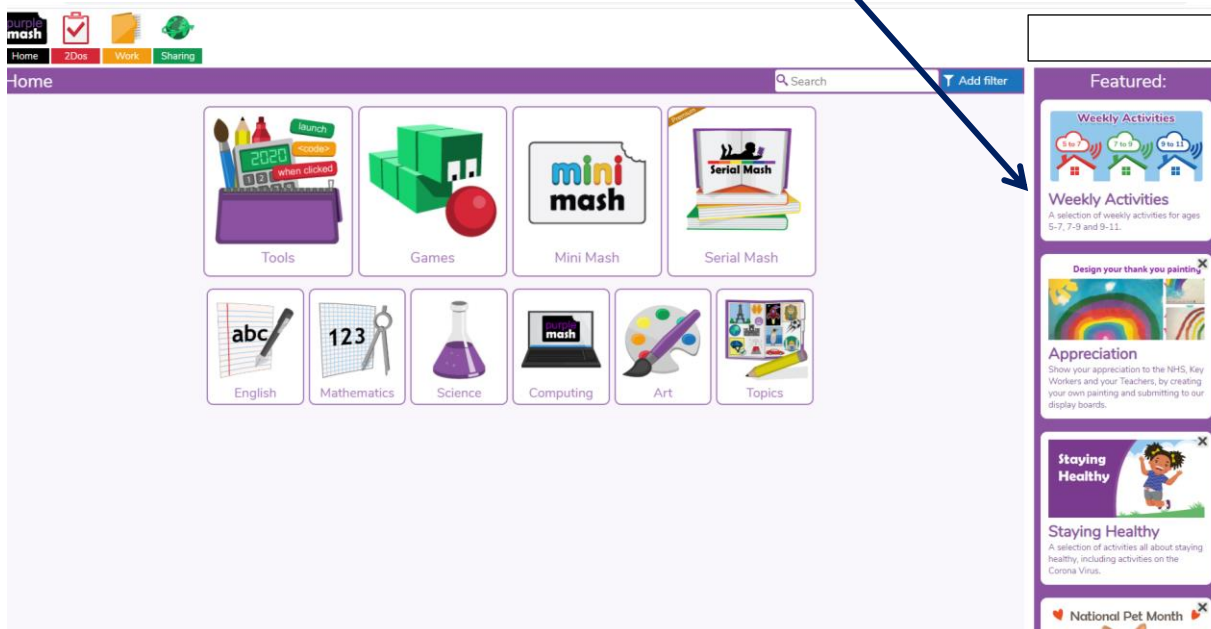 purple
mash
Home 2Dos Work Sharing
Home
Search
Add filter
Featured:
launch
<code>
2020
when clicked
Tools
Games
mini
mash
Mini Mash
Premium
Serial Mash
Serial Mash
abc
English
123
Mathematics
Science
purple
mash
Computing
Art
Topics
Weekly Activities
5 to 7
7 to 9
9 to 11
Weekly Activities
A selection of weekly activities for ages
5-7, 7-9 and 9-11.
Design your thank you painting
Appreciation
Show your appreciation to the NHS, Key
Workers and your Teachers, by creating
your own painting and submitting to our
display boards.
Staying
Healthy
Staying Healthy
A selection of activities all about staying
healthy, including activities on the
Corona Virus.
National Pet Month